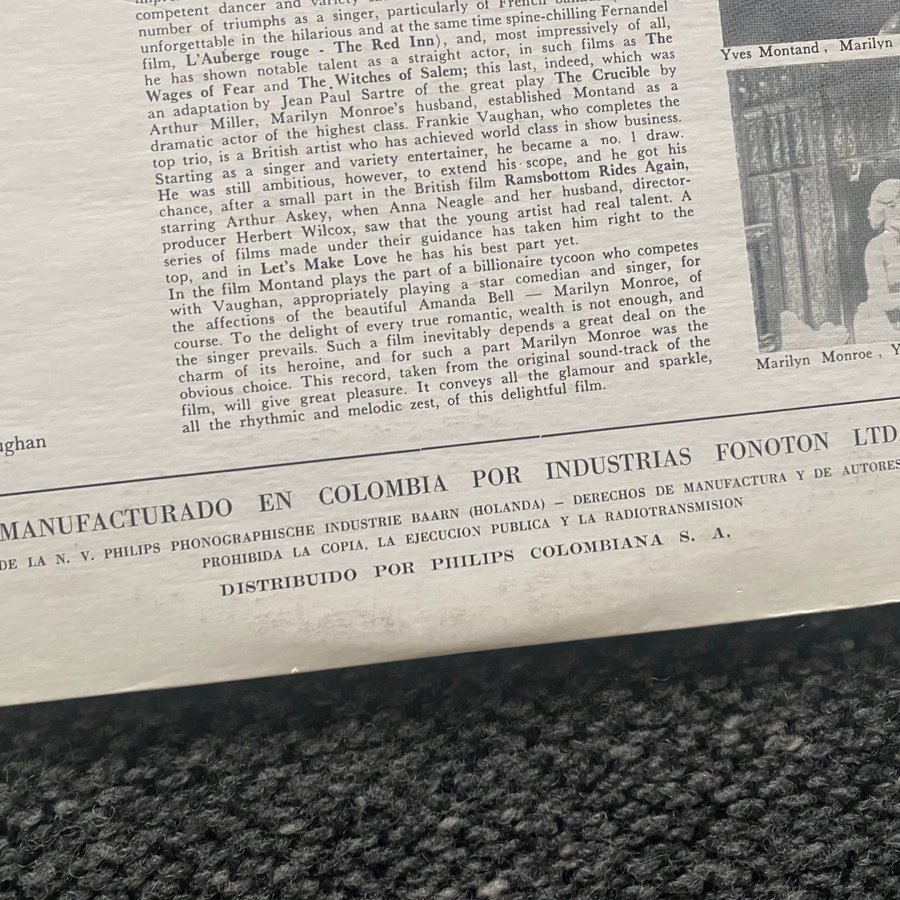 competent dancer and variety
number of triumphs as a singer, particularly of French
unforgettable in the hilarious and at the same time spine-chilling Fernandel
film, L'Auberge rouge - The Red Inn), and, most impressively of all,
he has shown notable talent as a straight actor, in such films as The
Wages of Fear and The Witches of Salem; this last, indeed, which was
an adaptation by Jean Paul Sartre of the great play The Crucible by
Arthur Miller, Marilyn Monroe's husband, established Montand as a
dramatic actor of the highest class. Frankie Vaughan, who completes the
top trio, is a British artist who has achieved world class in show business.
Starting as a singer and variety entertainer, he became a no. 1 draw.
He was still ambitious, however, to extend his scope, and he got his
chance, after a small part in the British film Ramsbottom Rides Again,
starring Arthur Askey, when Anna Neagle and her husband, director-
producer Herbert Wilcox, saw that the young artist had real talent. A
series of films made under their guidance has taken him right to the
top, and in Let's Make Love he has his best part yet.
In the film Montand plays the part of a billionaire tycoon who competes
with Vaughan, appropriately playing a star comedian and singer, for
the affections of the beautiful Amanda Bell — Marilyn Monroe, of
course. To the delight of every true romantic, wealth is not enough, and
the singer prevails. Such a film inevitably depends a great deal on the
charm of its heroine, and for such a part Marilyn Monroe was the
obvious choice. This record, taken from the original sound-track of the
film, will give great pleasure. It conveys all the glamour and sparkle,
all the rhythmic and melodic zest, of this delightful film.
Yves Montand, Marilyn
Marilyn Monroe, Y
ughan
MANUFACTURADO EN COLOMBIA POR INDUSTRIAS FONOTON LTD
DE LA N. V. PHILIPS PHONOGRAPHISCHE INDUSTRIE BAARN (HOLANDA) – DERECHOS DE MANUFACTURA Y DE AUTORES
PROHIBIDA LA COPIA, LA EJECUCION PUBLICA Y LA RADIOTRANSMISION
DISTRIBUIDO POR PHILIPS COLOMBIANA S. A.